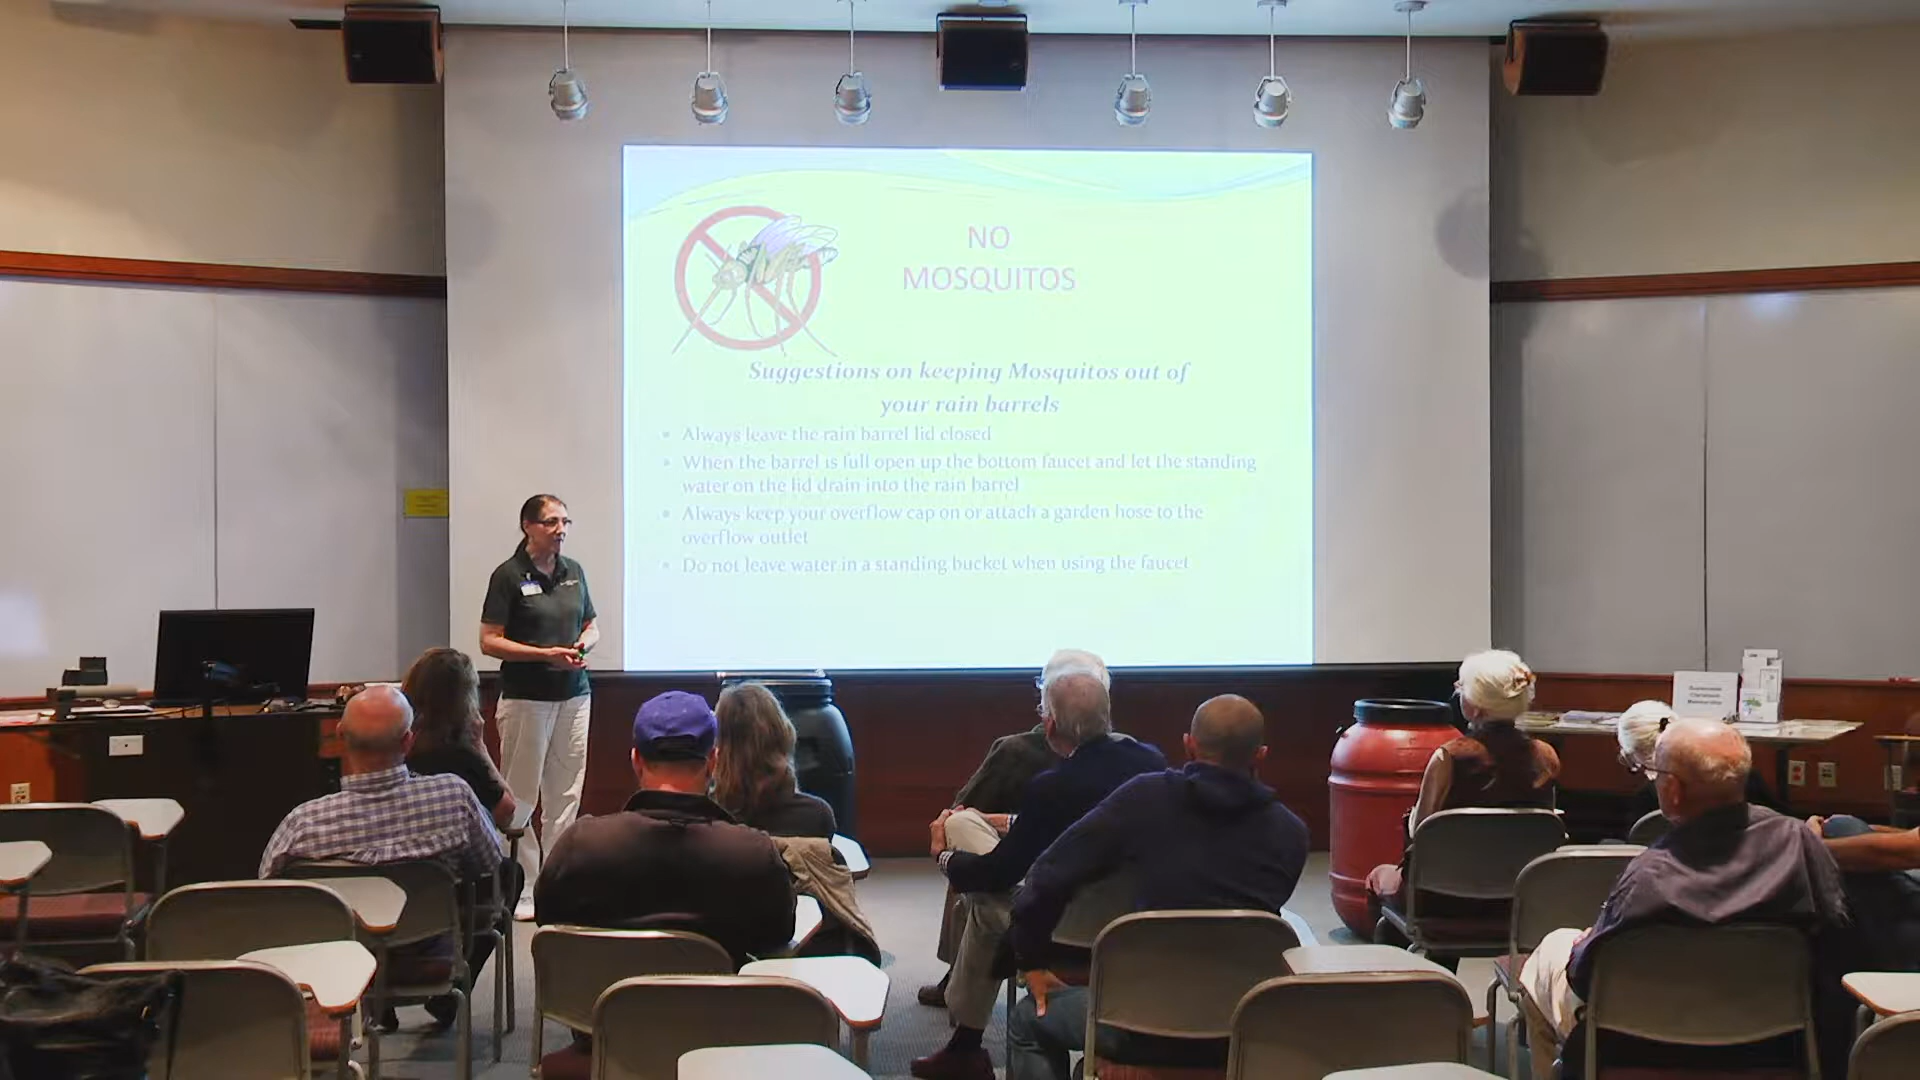 NO
MOSQUITOS
Suggestions on keeping Mosquitos out of
your rain barrels
• Always leave the rain barrel lid closed
• When the barrel is full open up the bottom faucet and let the standing
water on the lid drain into the rain barrel
• Always keep your overflow cap on or attach a garden hose to the
overflow outlet
• Do not leave water in a standing bucket when using the faucet